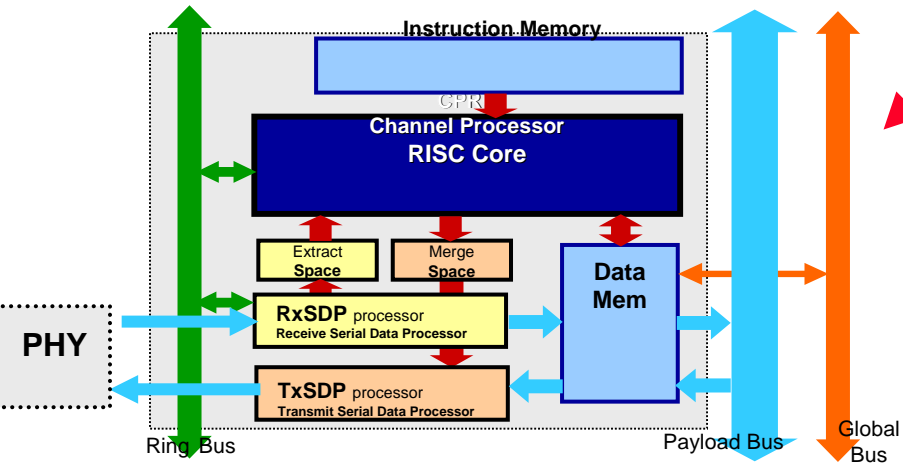 Instruction Memory
CPR
Channel Processor
RISC Core
Extract
Space
Merge
Space
Data
Mem
RxSDP processor
Receive Serial Data Processor
PHY
TxSDP processor
Transmit Serial Data Processor
Ring Bus
Payload Bus
Global
Bus